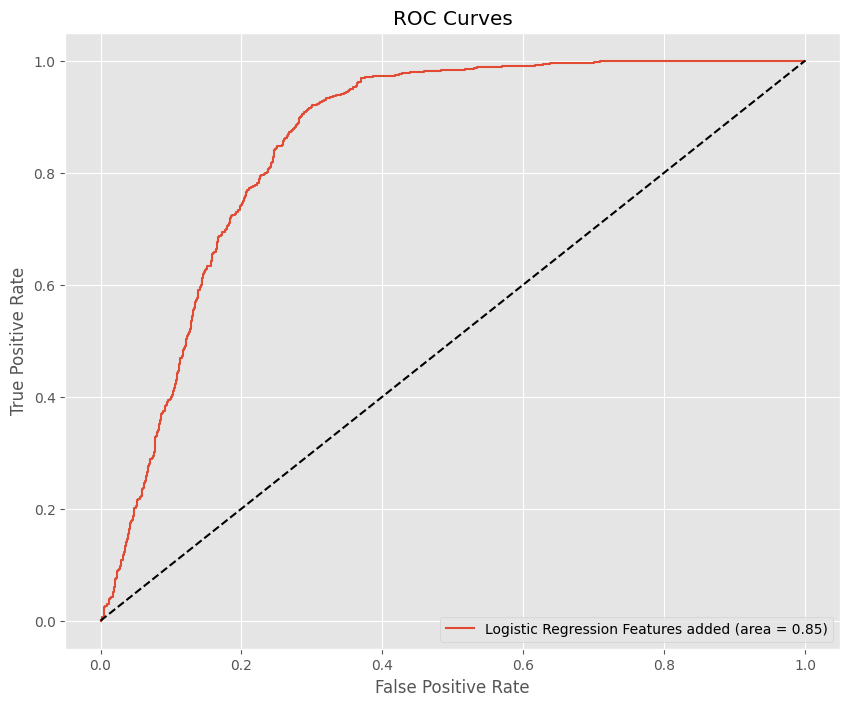 ROC Curves
True Positive Rate
1.0
0.8
0.6
0.4
0.2
0.0
Logistic Regression Features added (area = 0.85)
0.0 0.2 0.4 0.6 0.8 1.0
False Positive Rate